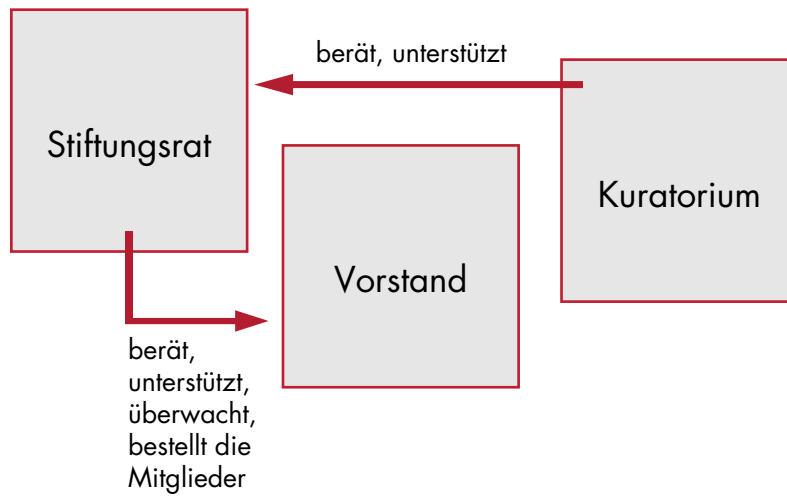 berät, unterstützt
Stiftungsrat
Kuratorium
Vorstand
berät,
unterstützt,
überwacht,
bestellt die
Mitglieder